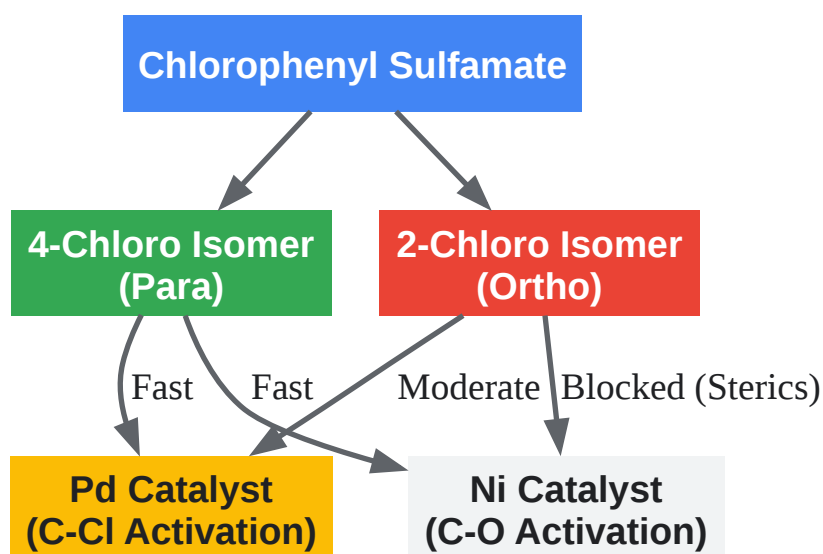 Chlorophenyl Sulfamate
4-Chloro Isomer
(Para)
2-Chloro Isomer
(Ortho)
Fast
Fast
Moderate
Blocked (Sterics)
Pd Catalyst
(C-Cl Activation)
Ni Catalyst
(C-O Activation)